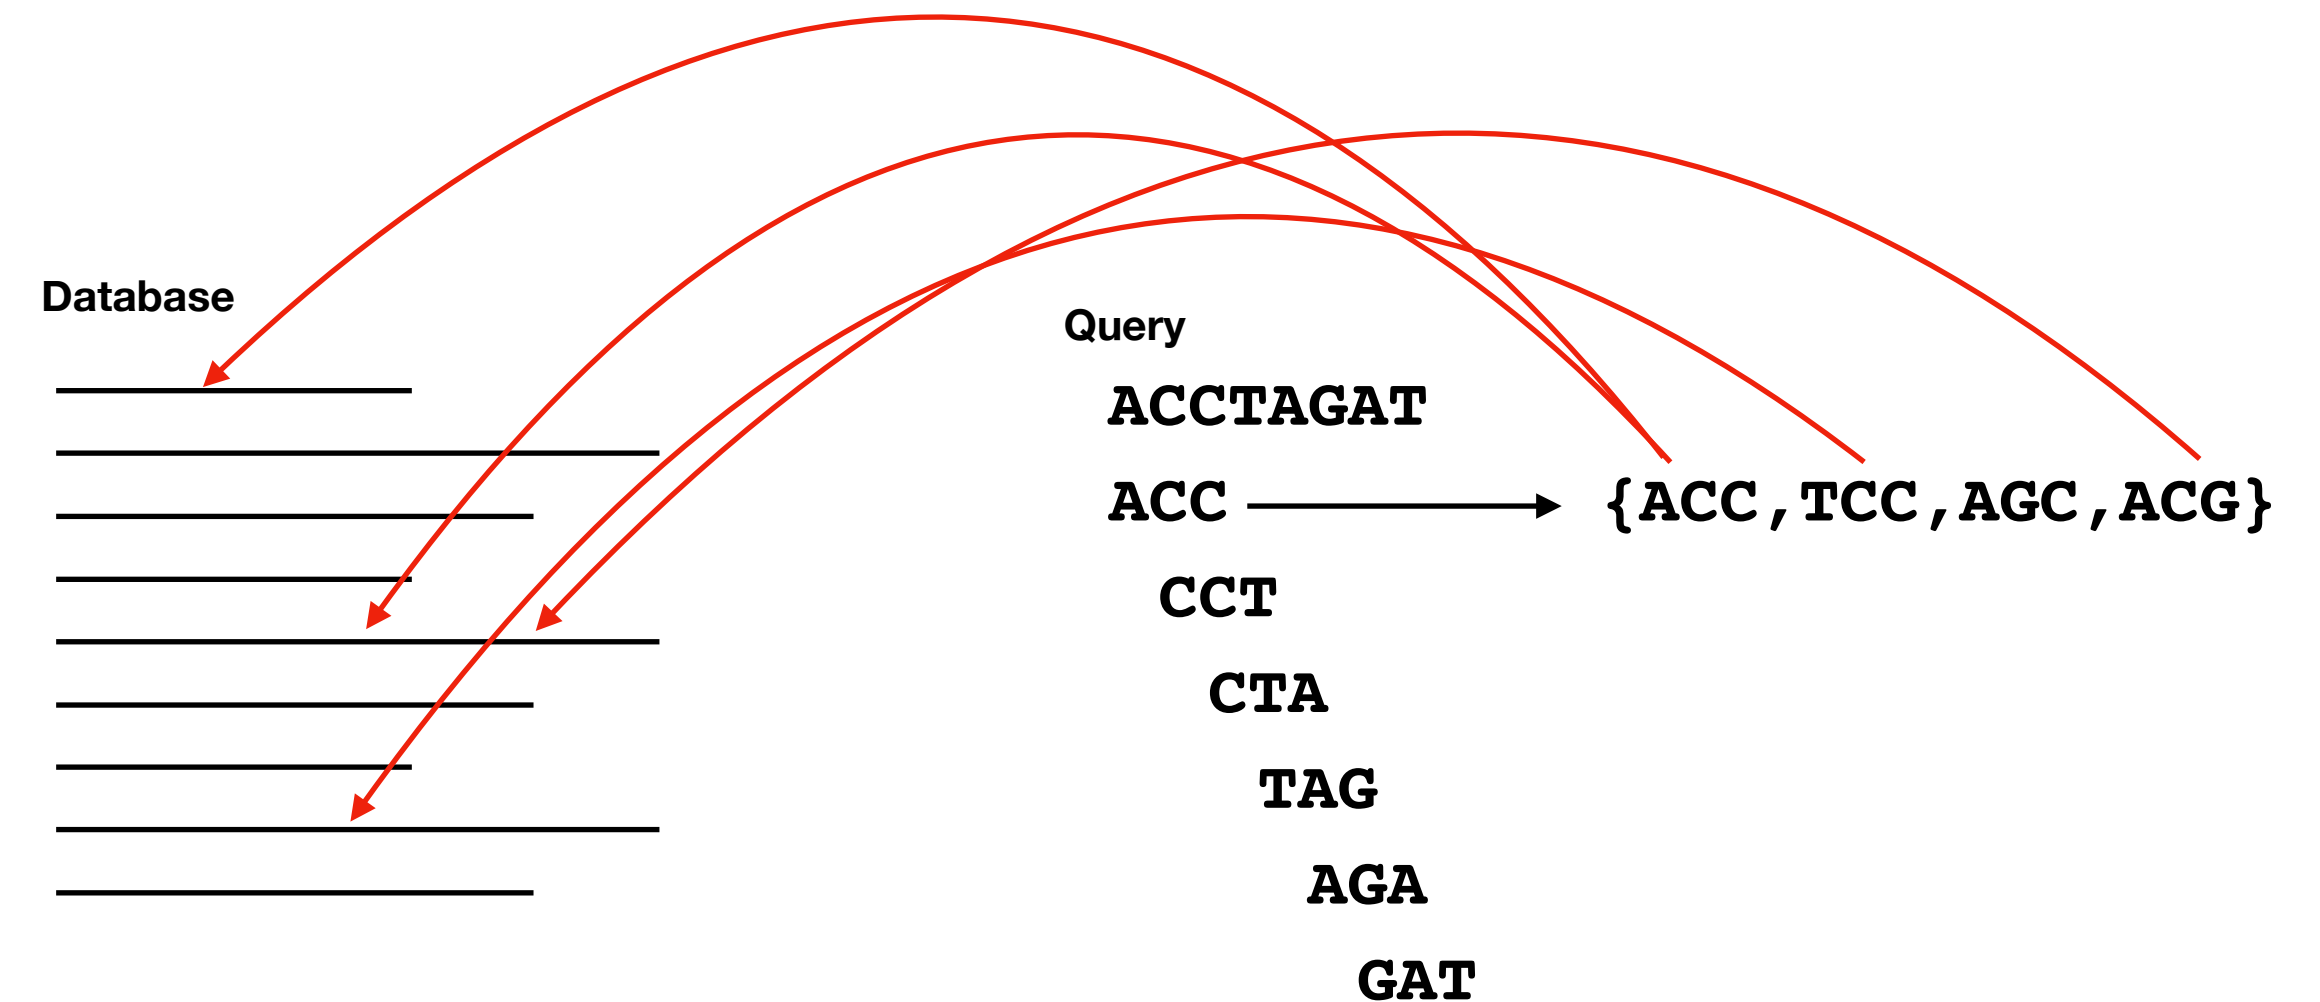 Database
Query
ACCTAGAT
ACC
{ACC,TCC,AGC,ACG}
CCT
CTA
TAG
AGA
GAT